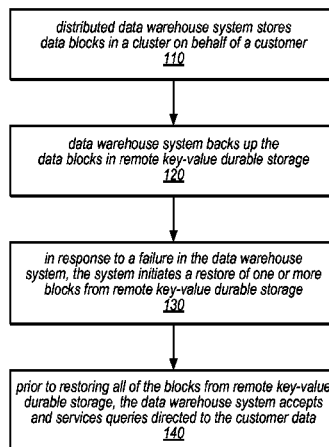 distributed data warehouse system stores
data blocks in a cluster on behalf of a customer
110
data warehouse system backs up the
data blocks in remote key-value durable storage
120
in response to a failure in the data warehouse
system, the system initiates a restore of one or more
blocks from remote key-value durable storage
130
prior to restoring all of the blocks from remote key-value
durable storage, the data warehouse system accepts
and services queries directed to the customer data
140